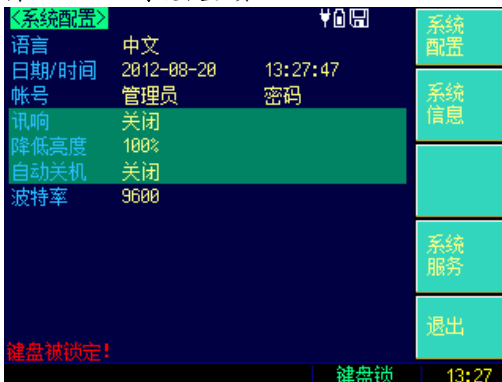 <系统配置>
语言 中文
日期/时间 2012-08-20 13:27:47
帐号 管理员 密码
讯响 关闭
降低亮度 100%
自动关机 关闭
波特率 9600
键盘被锁定!
系统
配置
系统
信息
系统
服务
退出
键盘锁 13:27